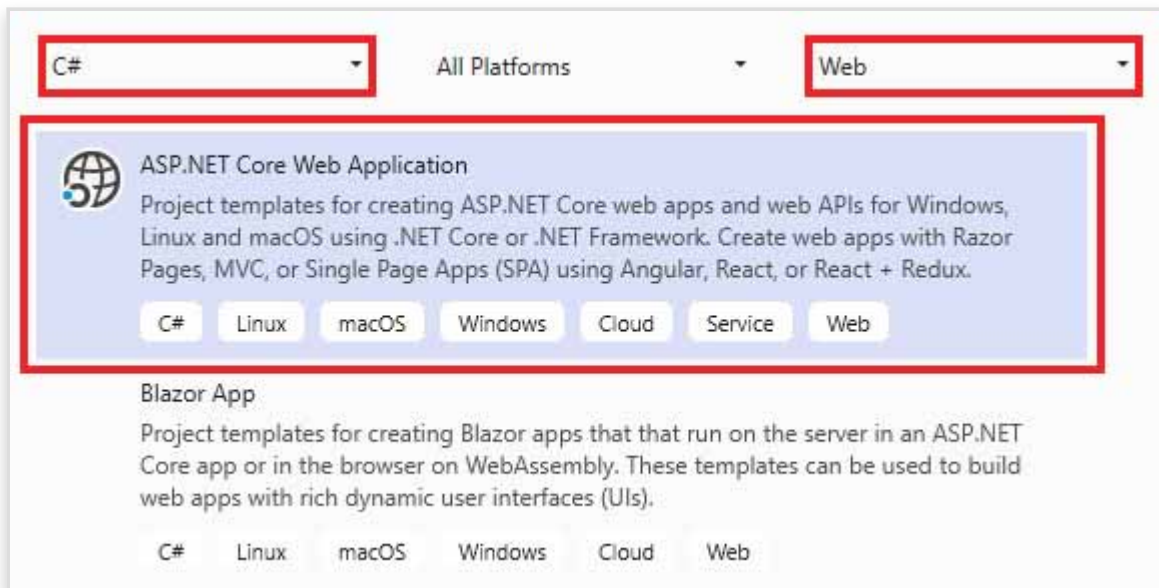 C# All Platforms Web
ASP.NET Core Web Application
Project templates for creating ASP.NET Core web apps and web APIs for Windows,
Linux and macOS using .NET Core or .NET Framework. Create web apps with Razor
Pages, MVC, or Single Page Apps (SPA) using Angular, React, or React + Redux.
C# Linux macOS Windows Cloud Service Web
Blazor App
Project templates for creating Blazor apps that that run on the server in an ASP.NET
Core app or in the browser on WebAssembly. These templates can be used to build
web apps with rich dynamic user interfaces (UIs).
C# Linux macOS Windows Cloud Web